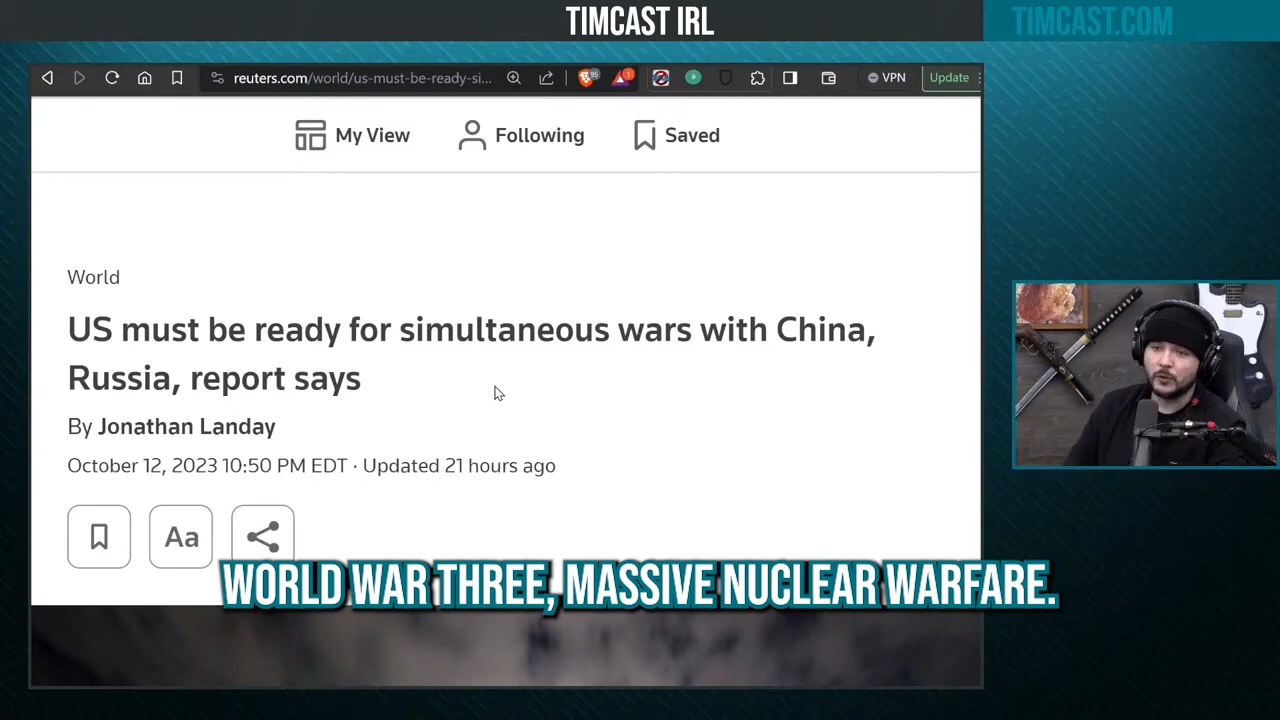 TIMCAST IRL
TIMCAST.COM
reuters.com/world/us-must-be-ready-si...
95
1
VPN
Update
My View
Following
Saved
World
US must be ready for simultaneous wars with China,
Russia, report says
By Jonathan Landay
October 12, 2023 10:50 PM EDT · Updated 21 hours ago
Aa
WORLD WAR THREE, MASSIVE NUCLEAR WARFARE.